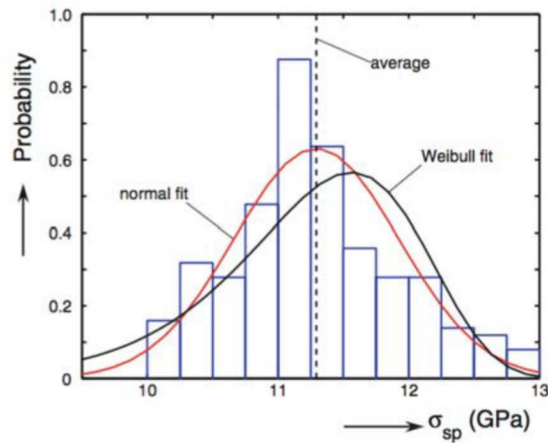 1.0
0.8
0.6
0.4
0.2
0
Probability
average
Weibull fit
normal fit
10
11
12
13
σsp (GPa)